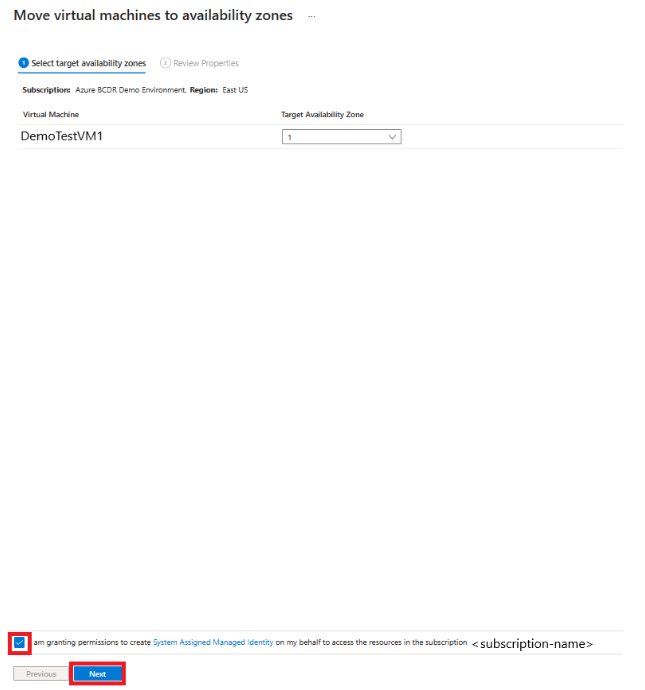 Move virtual machines to availability zones ...
1 Select target availability zones 2 Review Properties
Subscription: Azure BCDR Demo Environment, Region: East US
Virtual Machine Target Availability Zone
DemoTestVM1 1
I am granting permissions to create System Assigned Managed Identity on my behalf to access the resources in the subscription <subscription-name>
Previous Next